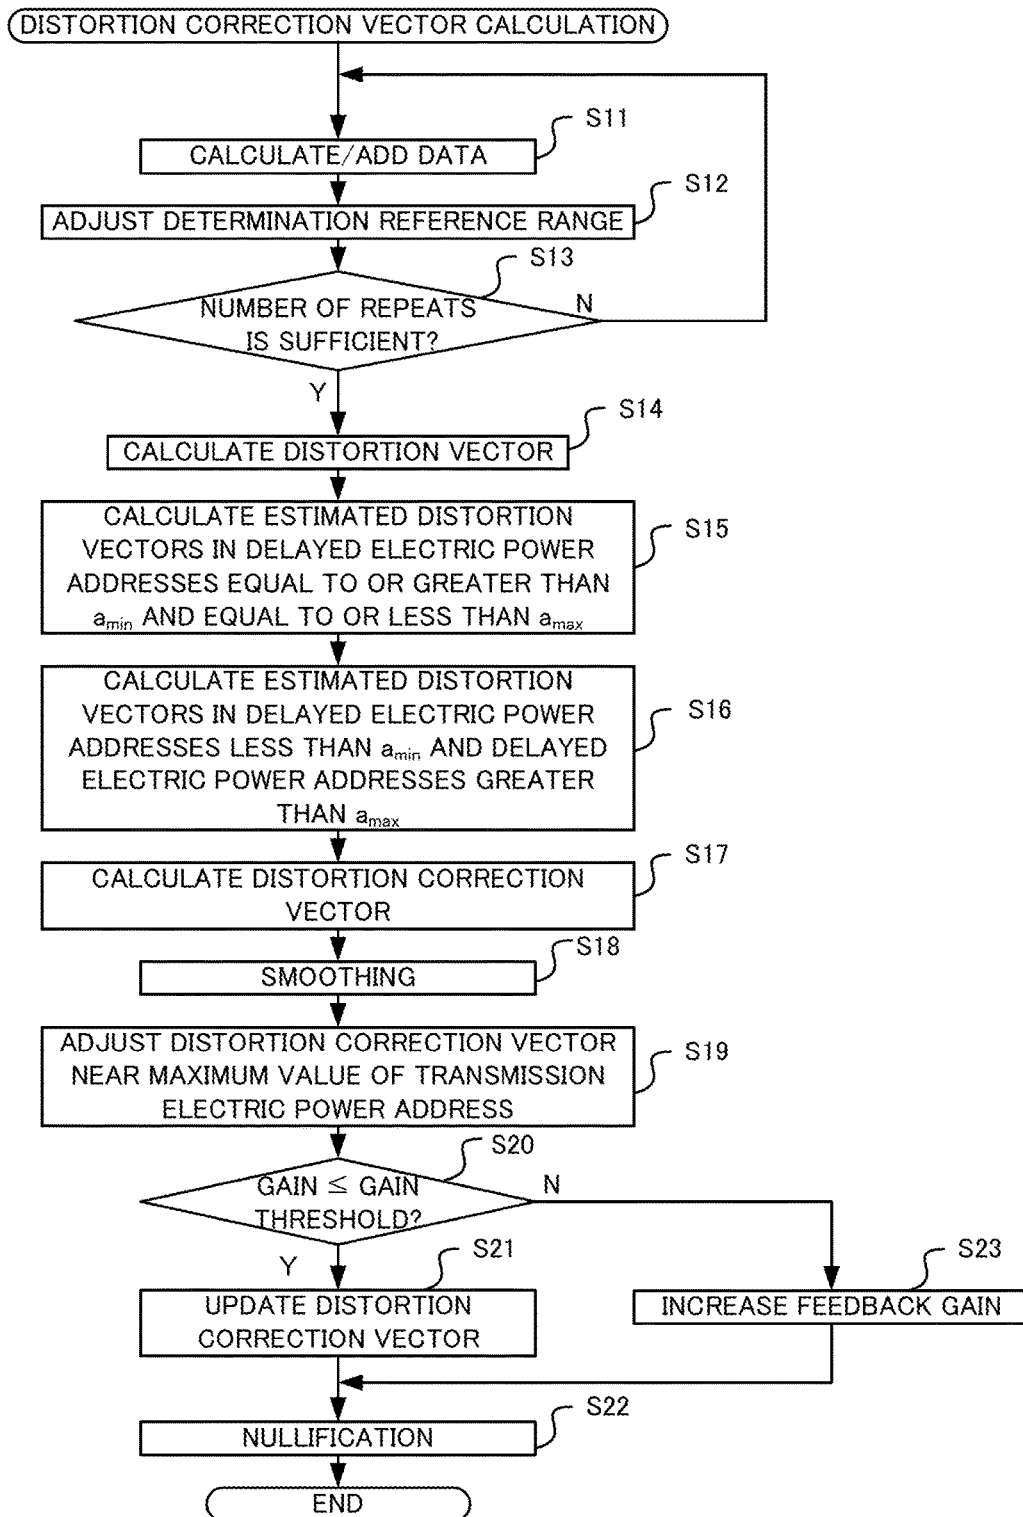 DISTORTION CORRECTION VECTOR CALCULATION
S11
CALCULATE/ADD DATA
S12
ADJUST DETERMINATION REFERENCE RANGE
S13
NUMBER OF REPEATS
IS SUFFICIENT?
N
Y
S14
CALCULATE DISTORTION VECTOR
S15
CALCULATE ESTIMATED DISTORTION
VECTORS IN DELAYED ELECTRIC POWER
ADDRESSES EQUAL TO OR GREATER THAN
amin AND EQUAL TO OR LESS THAN amax
S16
CALCULATE ESTIMATED DISTORTION
VECTORS IN DELAYED ELECTRIC POWER
ADDRESSES LESS THAN amin AND DELAYED
ELECTRIC POWER ADDRESSES GREATER
THAN amax
S17
CALCULATE DISTORTION CORRECTION
VECTOR
S18
SMOOTHING
S19
ADJUST DISTORTION CORRECTION VECTOR
NEAR MAXIMUM VALUE OF TRANSMISSION
ELECTRIC POWER ADDRESS
S20
GAIN ≦ GAIN
THRESHOLD?
N
Y
S21
UPDATE DISTORTION
CORRECTION VECTOR
S23
INCREASE FEEDBACK GAIN
S22
NULLIFICATION
END